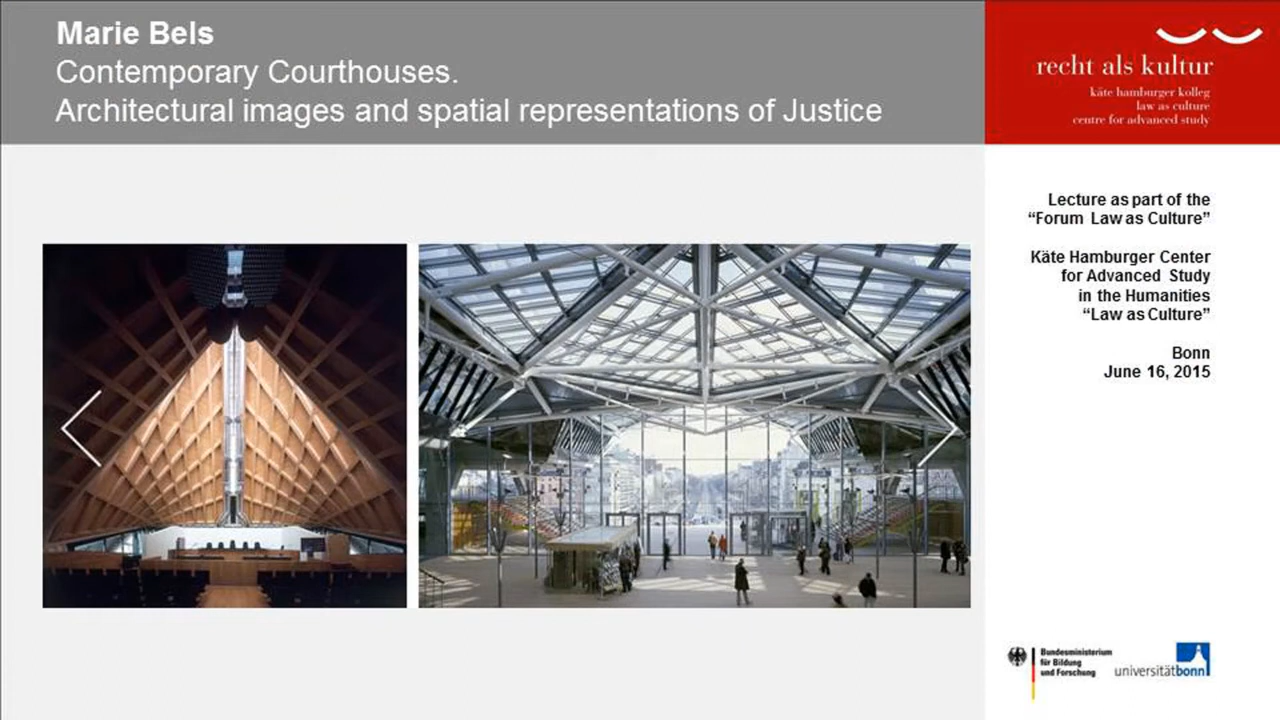 Marie Bels
Contemporary Courthouses.
Architectural images and spatial representations of Justice
recht als kultur
käte hamburger kolleg
law as culture
centre for advanced study
Lecture as part of the
“Forum Law as Culture”
Käte Hamburger Center
for Advanced Study
in the Humanities
“Law as Culture”
Bonn
June 16, 2015
Bundesministerium
für Bildung
und Forschung
universitätbonn